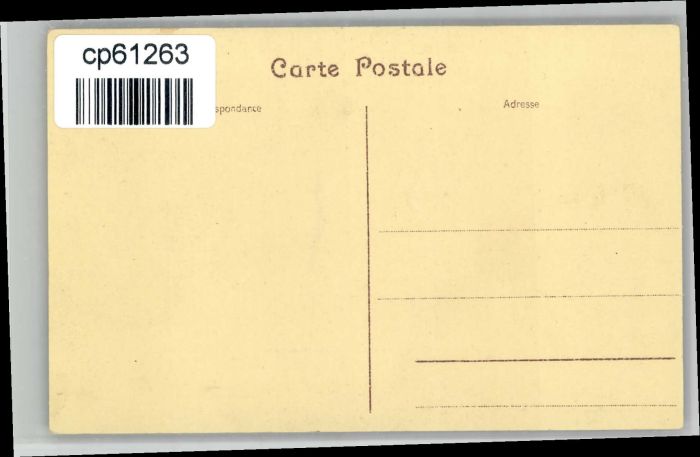 cp61263
Carte Postale
spondance
Adresse